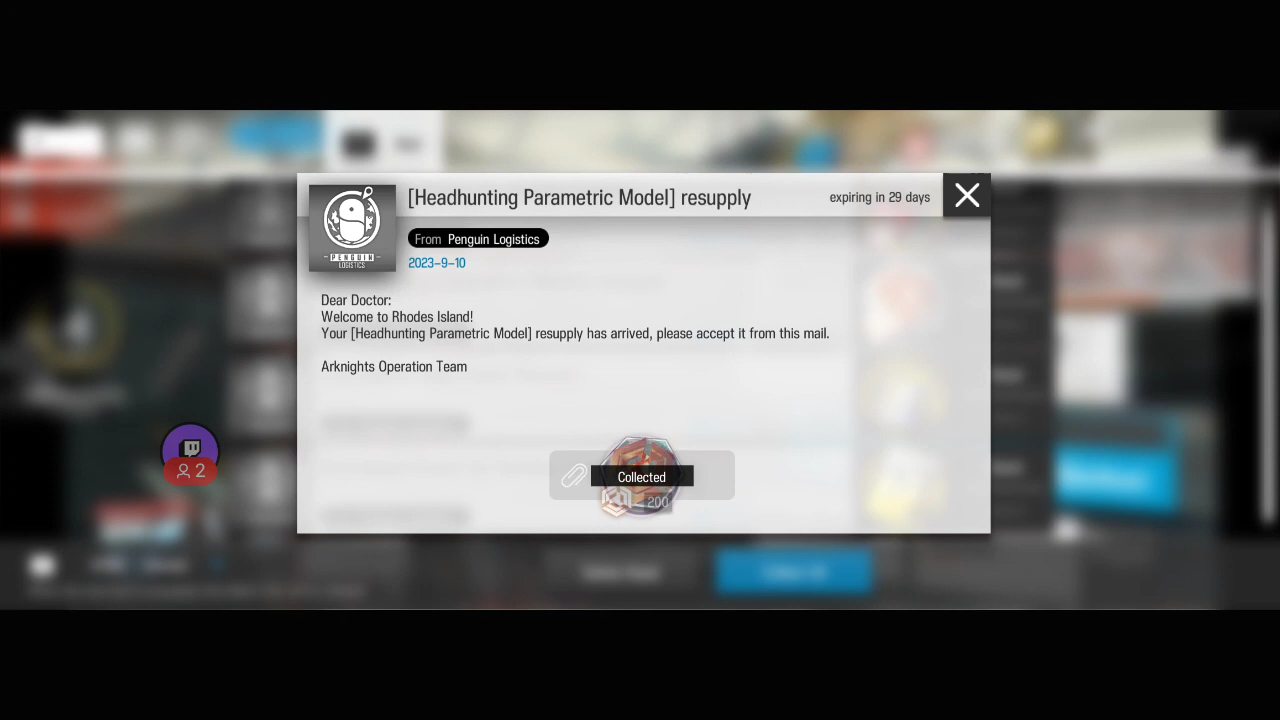 [Headhunting Parametric Model] resupply
expiring in 29 days
PENGUIN
LOGISTICS
From Penguin Logistics
2023-9-10
Dear Doctor:
Welcome to Rhodes Island!
Your [Headhunting Parametric Model] resupply has arrived, please accept it from this mail.
Arknights Operation Team
Collected
200
2